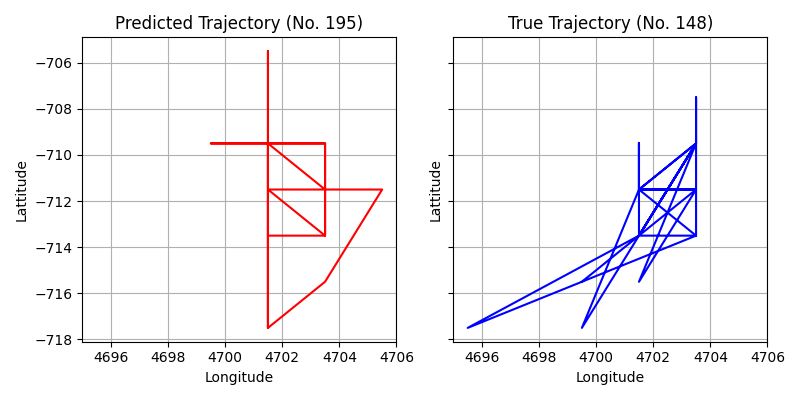 Predicted Trajectory (No. 195)
True Trajectory (No. 148)
Lattitude
−706
−708
−710
−712
−714
−716
−718
4696 4698 4700 4702 4704 4706
Longitude
Lattitude
4696 4698 4700 4702 4704 4706
Longitude